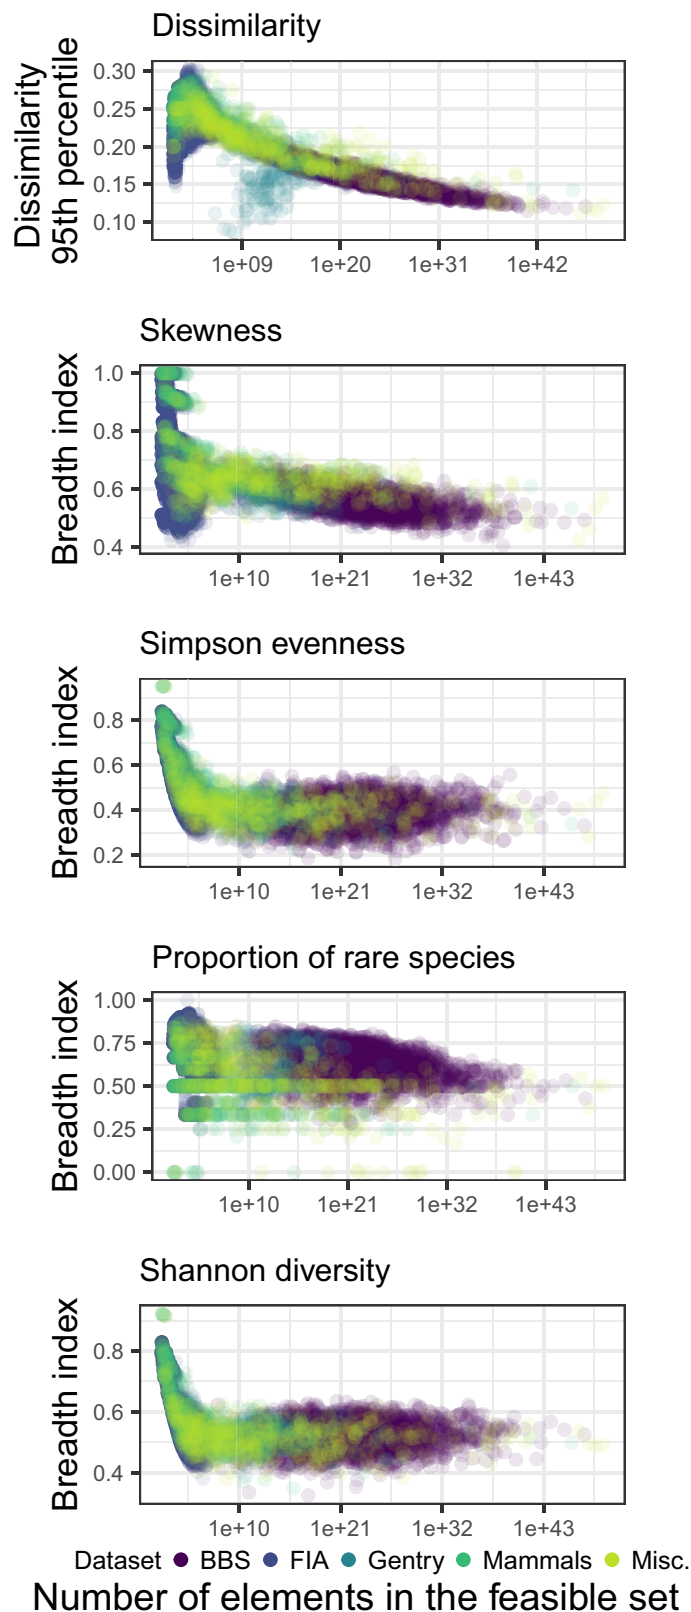 Dissimilarity
Dissimilarity
95th percentile
0.30
0.25
0.20
0.15
0.10
1e+09 1e+20 1e+31 1e+42
Skewness
Breadth index
1.0
0.8
0.6
0.4
1e+10 1e+21 1e+32 1e+43
Simpson evenness
Breadth index
0.8
0.6
0.4
0.2
1e+10 1e+21 1e+32 1e+43
Proportion of rare species
Breadth index
1.00
0.75
0.50
0.25
0.00
1e+10 1e+21 1e+32 1e+43
Shannon diversity
Breadth index
0.8
0.6
0.4
1e+10 1e+21 1e+32 1e+43
Dataset BBS FIA Gentry Mammals Misc.
Number of elements in the feasible set